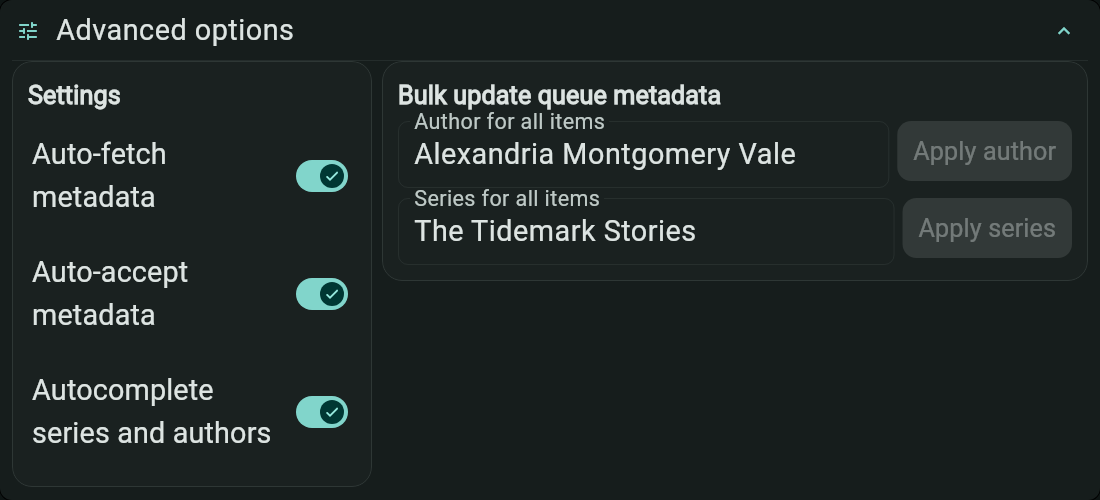 Advanced options
Settings
Auto-fetch
metadata
Auto-accept
metadata
Autocomplete
series and authors
Bulk update queue metadata
Author for all items
Alexandria Montgomery Vale
Apply author
Series for all items
The Tidemark Stories
Apply series